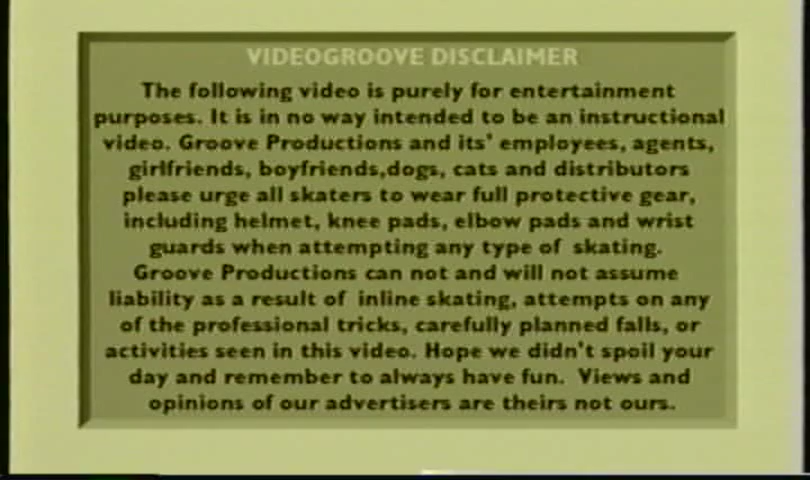 VIDEOGROOVE DISCLAIMER
The following video is purely for entertainment
purposes. It is in no way intended to be an instructional
video. Groove Productions and its' employees, agents,
girlfriends, boyfriends,dogs, cats and distributors
please urge all skaters to wear full protective gear,
including helmet, knee pads, elbow pads and wrist
guards when attempting any type of skating.
Groove Productions can not and will not assume
liability as a result of inline skating, attempts on any
of the professional tricks, carefully planned falls, or
activities seen in this video. Hope we didn't spoil your
day and remember to always have fun. Views and
opinions of our advertisers are theirs not ours.